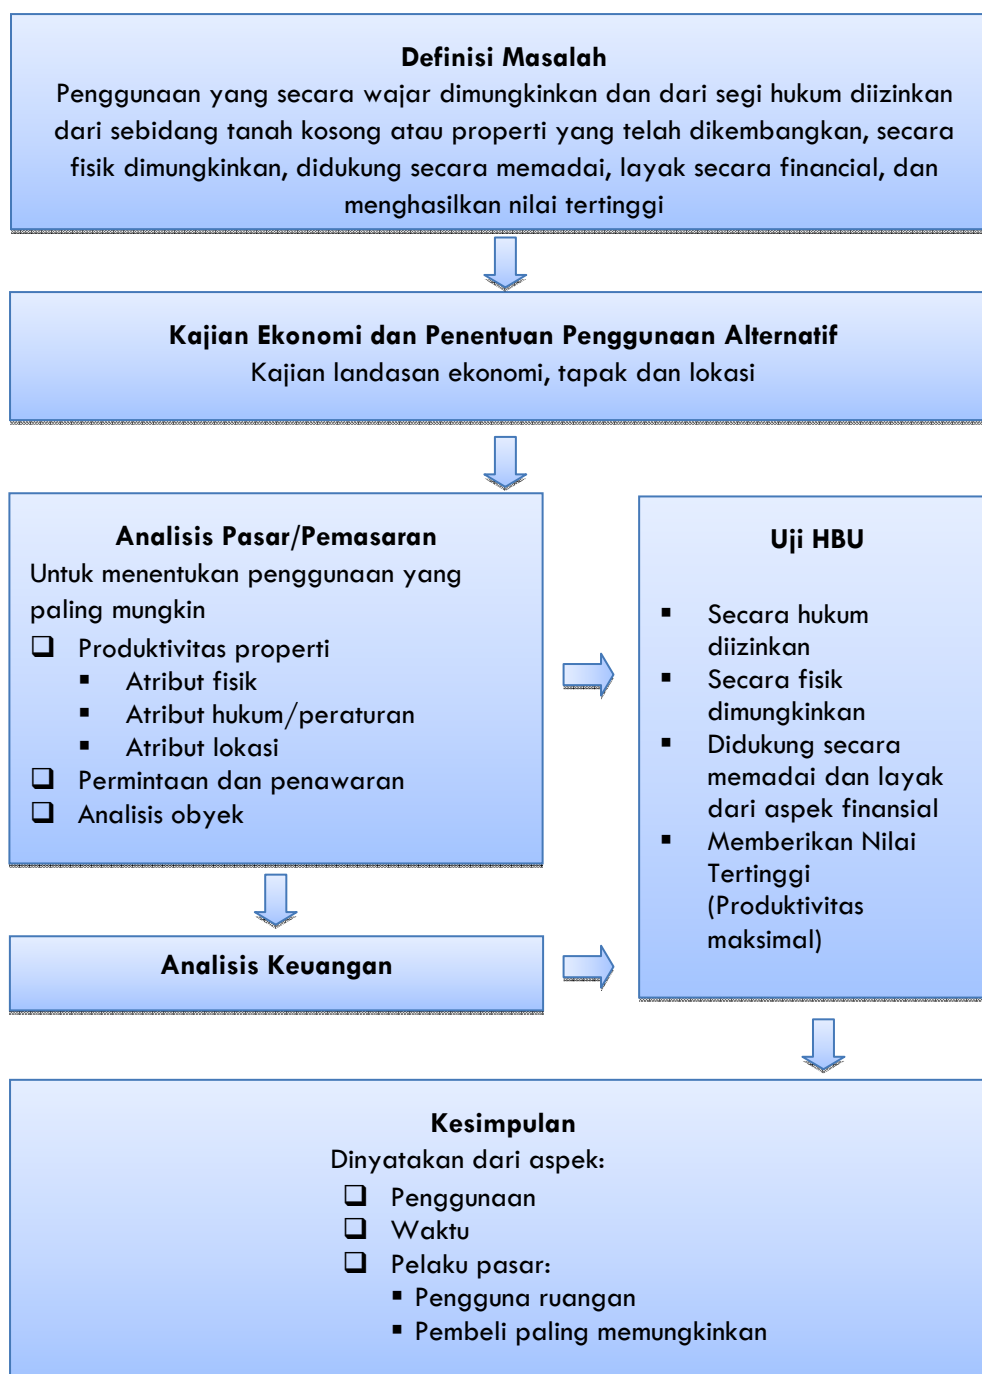 Definisi Masalah
Penggunaan yang secara wajar dimungkinkan dan dari segi hukum diizinkan
dari sebidang tanah kosong atau properti yang telah dikembangkan, secara
fisik dimungkinkan, didukung secara memadai, layak secara financial, dan
menghasilkan nilai tertinggi
Kajian Ekonomi dan Penentuan Penggunaan Alternatif
Kajian landasan ekonomi, tapak dan lokasi
Analisis Pasar/Pemasaran
Untuk menentukan penggunaan yang
paling mungkin
❑ Produktivitas properti
▪ Atribut fisik
▪ Atribut hukum/peraturan
▪ Atribut lokasi
❑ Permintaan dan penawaran
❑ Analisis obyek
Uji HBU
▪ Secara hukum
diizinkan
▪ Secara fisik
dimungkinkan
▪ Didukung secara
memadai dan layak
dari aspek finansial
▪ Memberikan Nilai
Tertinggi
(Produktivitas
maksimal)
Analisis Keuangan
Kesimpulan
Dinyatakan dari aspek:
❑ Penggunaan
❑ Waktu
❑ Pelaku pasar:
▪ Pengguna ruangan
▪ Pembeli paling memungkinkan